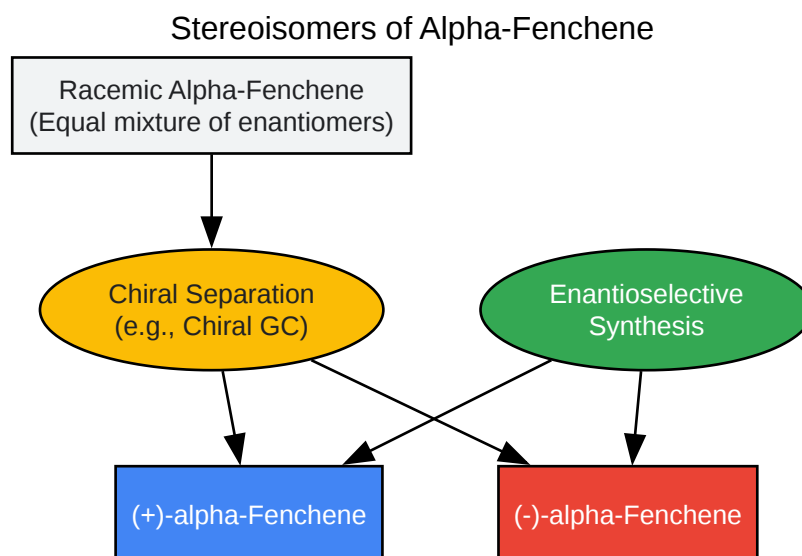 Stereoisomers of Alpha-Fenchene
Racemic Alpha-Fenchene
(Equal mixture of enantiomers)
Chiral Separation
(e.g., Chiral GC)
Enantioselective
Synthesis
(+)-alpha-Fenchene
(-)-alpha-Fenchene